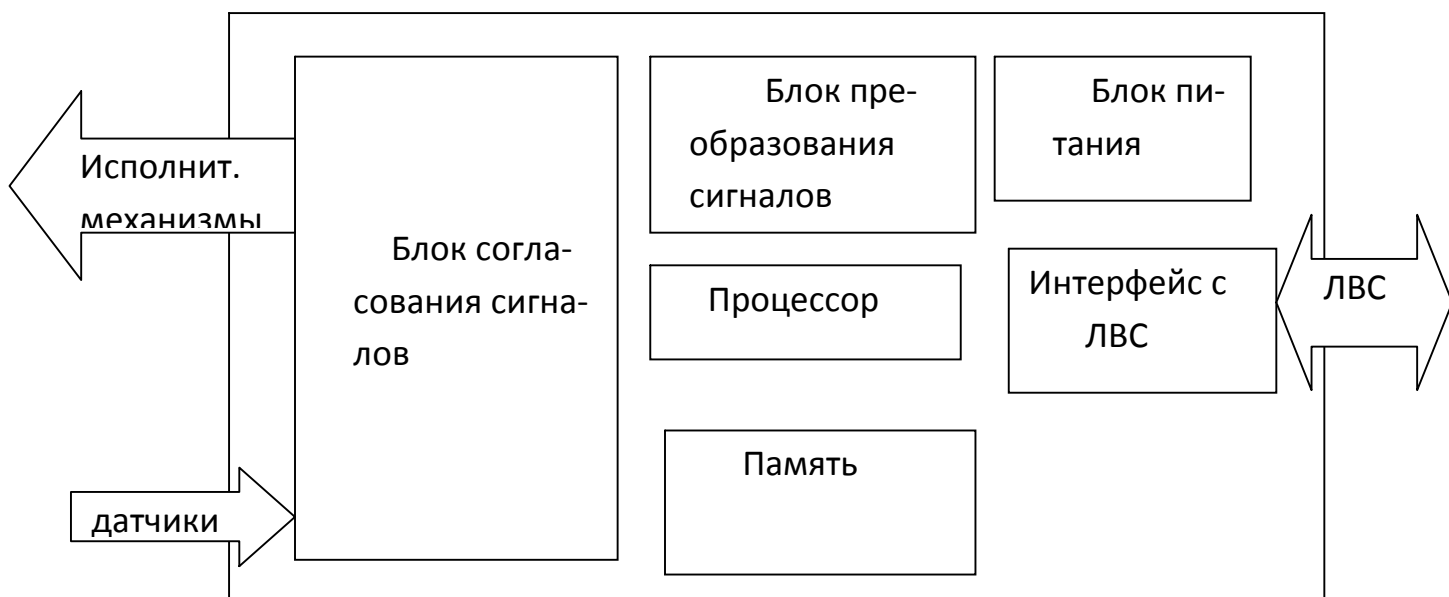 Исполнит.
механизмы
датчики
Блок согла-
сования сигна-
лов
Блок пре-
образования
сигналов
Процессор
Память
Блок пи-
тания
Интерфейс с
ЛВС
ЛВС